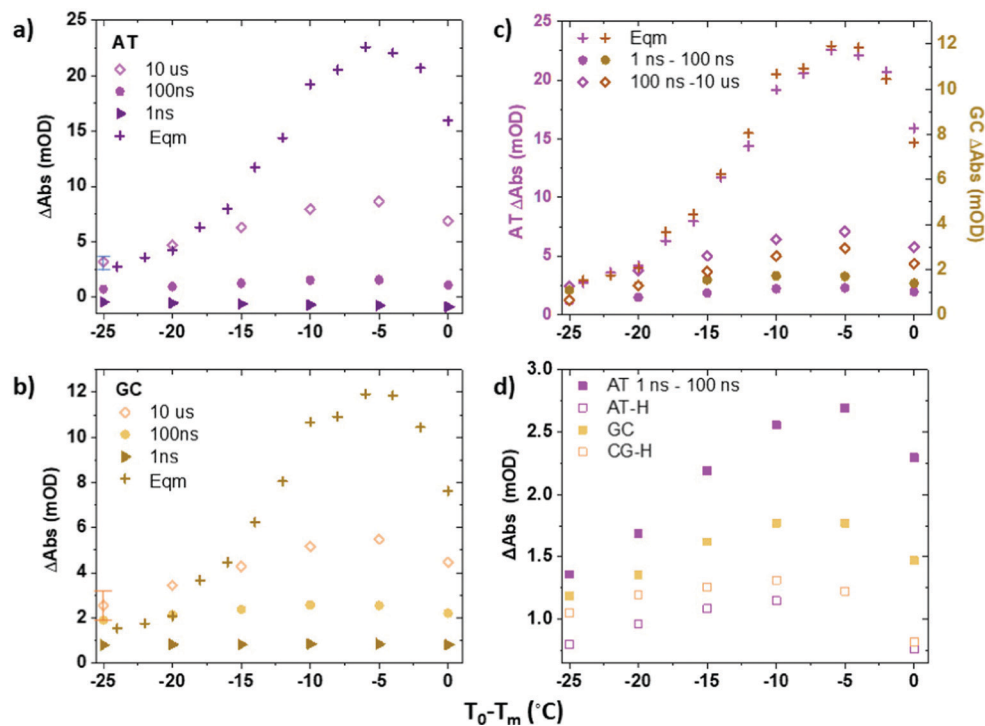 a)
AT
10 us
100ns
1ns
Eqm
ΔAbs (mOD)
25
20
15
10
5
0
-25
-20
-15
-10
-5
0
b)
GC
10 us
100ns
1ns
Eqm
ΔAbs (mOD)
12
10
8
6
4
2
0
-25
-20
-15
-10
-5
0
c)
Eqm
1 ns - 100 ns
100 ns -10 us
AT ΔAbs (mOD)
25
20
15
10
5
0
GC ΔAbs
(mOD)
12
10
8
6
4
2
0
-25
-20
-15
-10
-5
0
d)
AT 1 ns - 100 ns
AT-H
GC
CG-H
ΔAbs (mOD)
3.0
2.5
2.0
1.5
1.0
-25
-20
-15
-10
-5
0
T0-Tm (°C)